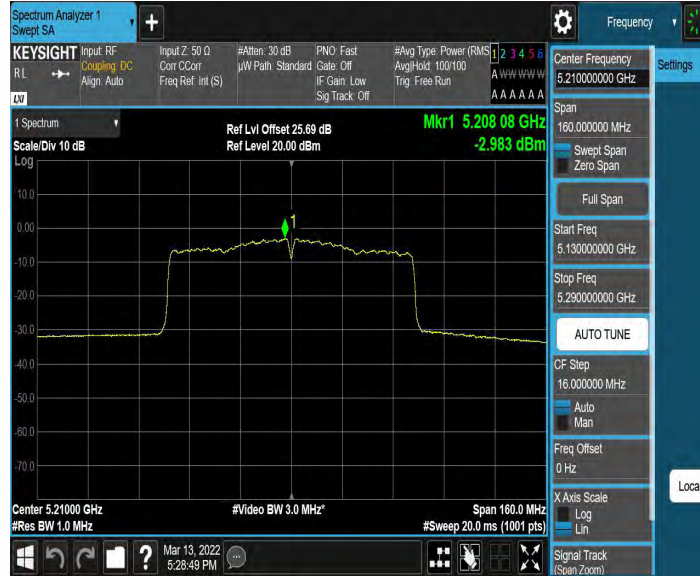 Spectrum Analyzer 1
Swept SA
+
Frequency
KEYSIGHT
RL
LXI
Input: RF
Coupling: DC
Align: Auto
Input Z: 50 Ω
Corr CCorr
Freq Ref: Int (S)
#Atten: 30 dB
µW Path: Standard
PNO: Fast
Gate: Off
IF Gain: Low
Sig Track: Off
#Avg Type: Power (RMS
Avg|Hold: 100/100
Trig: Free Run
1 2 3 4 5 6
A W W W W W
A A A A A A
Center Frequency
5.210000000 GHz
Settings
Span
160.000000 MHz
Swept Span
Zero Span
Full Span
Start Freq
5.130000000 GHz
Stop Freq
5.290000000 GHz
AUTO TUNE
CF Step
16.000000 MHz
Auto
Man
Freq Offset
0 Hz
X Axis Scale
Log
Lin
Signal Track
(Span Zoom)
Loca
1 Spectrum
Scale/Div 10 dB
Ref Lvl Offset 25.69 dB
Ref Level 20.00 dBm
Mkr1 5.208 08 GHz
-2.983 dBm
Log
10.0
0.00
-10.0
-20.0
-30.0
-40.0
-50.0
-60.0
-70.0
1
Center 5.21000 GHz
#Res BW 1.0 MHz
#Video BW 3.0 MHz*
Span 160.0 MHz
#Sweep 20.0 ms (1001 pts)
?
Mar 13, 2022
5:28:49 PM